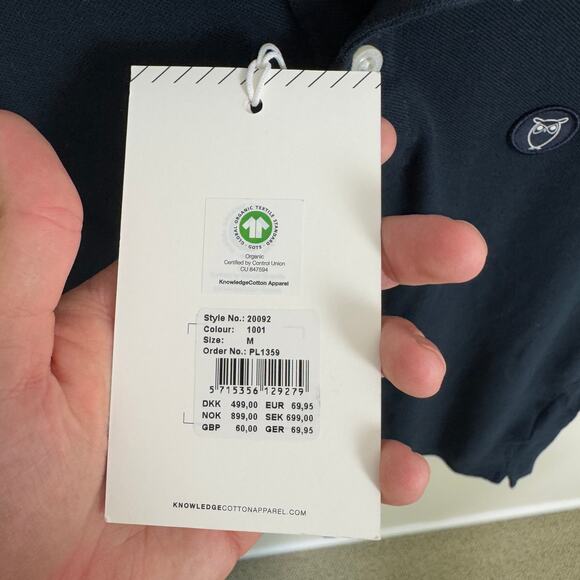 GLOBAL ORGANIC TEXTILE STANDARD · GOTS ·
Organic
Certified by Control Union
CU 847594
KnowledgeCotton Apparel
Style No.: 20092
Colour: 1001
Size: M
Order No.: PL1359
5 715356 129279
DKK 499,00 EUR 69,95
NOK 899,00 SEK 699,00
GBP 60,00 GER 69,95
KNOWLEDGECOTTONAPPAREL.COM